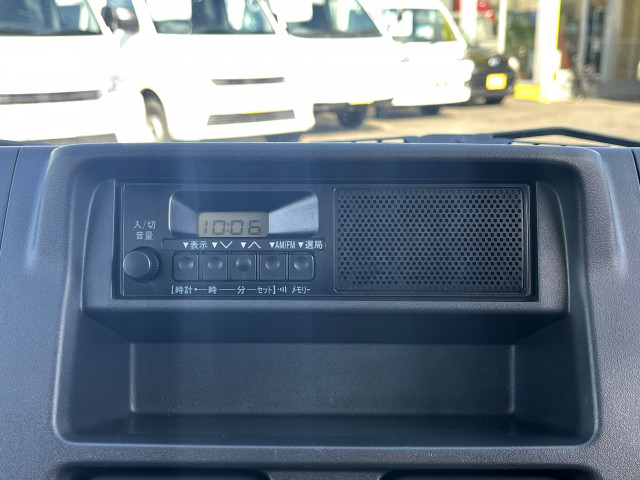 入/切
音量
10:06
▼表示 ▼∨ ▼∧ ▼AM/FM ▼選局
[時計 ► 時 — 分 — セット] メモリー